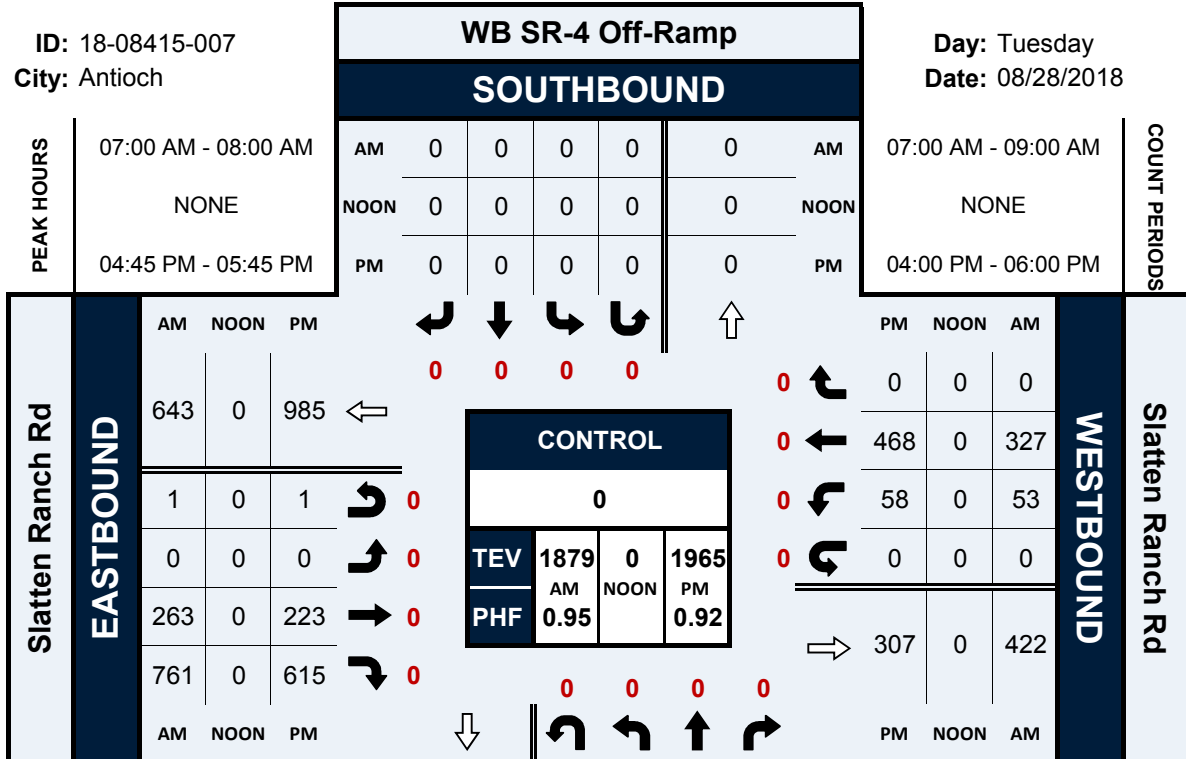 ID: 18-08415-007
City: Antioch
WB SR-4 Off-Ramp
SOUTHBOUND
Day: Tuesday
Date: 08/28/2018
PEAK HOURS
07:00 AM - 08:00 AM
NONE
04:45 PM - 05:45 PM
AM 0 0 0 0 0 AM
NOON 0 0 0 0 0 NOON
PM 0 0 0 0 0 PM
07:00 AM - 09:00 AM
NONE
04:00 PM - 06:00 PM
COUNT PERIODS
0 0 0 0
Slatten Ranch Rd
EASTBOUND
AM NOON PM
643 0 985
1 0 1 0
0 0 0 0
263 0 223 0
761 0 615 0
AM NOON PM
CONTROL
0
TEV 1879 0 1965
AM NOON PM
PHF 0.95 0.92
PM NOON AM
0 0 0 0
0 468 0 327
0 58 0 53
0 0 0 0
307 0 422
PM NOON AM
WESTBOUND
Slatten Ranch Rd
0 0 0 0